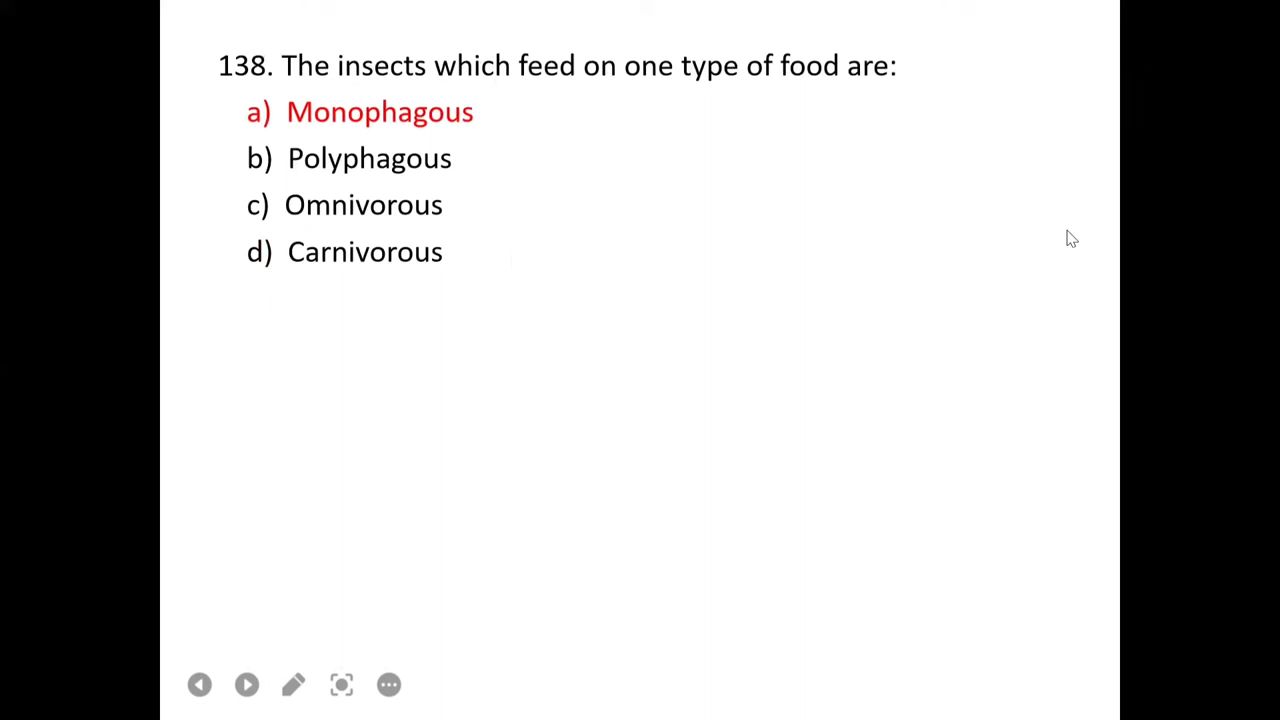 138. The insects which feed on one type of food are:
a) Monophagous
b) Polyphagous
c) Omnivorous
d) Carnivorous